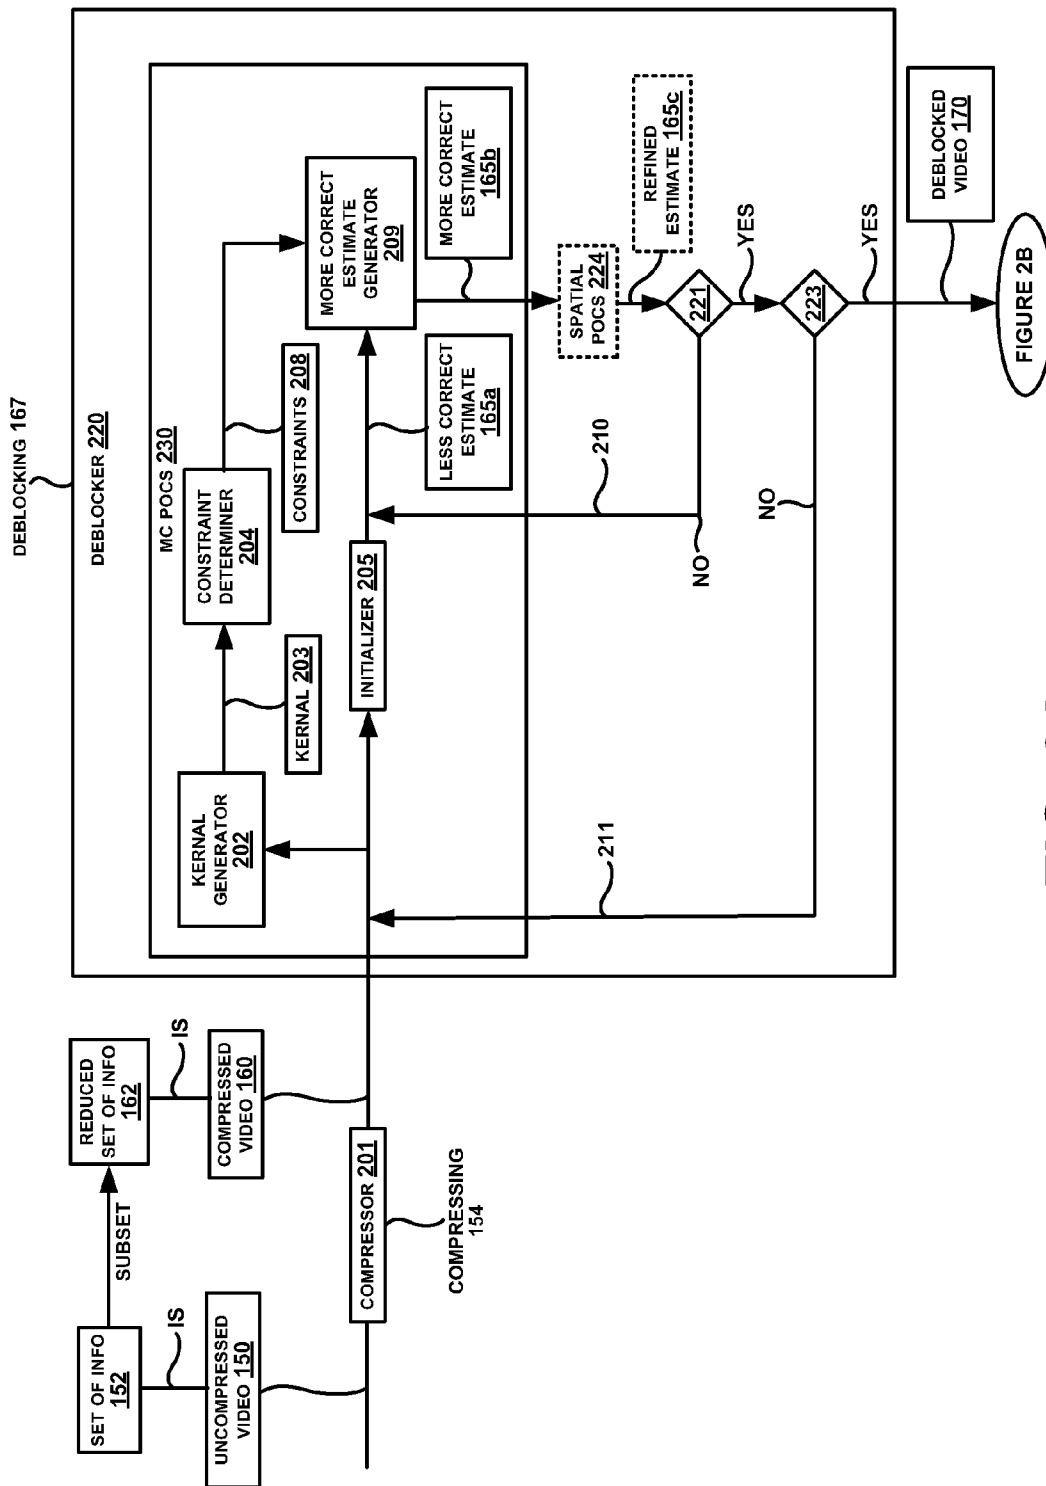 DEBLOCKING 167
DEBLOCKER 220
MC POCS 230
SET OF INFO
152
SUBSET
REDUCED
SET OF INFO
162
IS
UNCOMPRESSED
VIDEO 150
IS
COMPRESSED
VIDEO 160
COMPRESSOR 201
COMPRESSING
154
KERNAL
GENERATOR
202
KERNAL 203
CONSTRAINT
DETERMINER
204
CONSTRAINTS 208
INITIALIZER 205
MORE CORRECT
ESTIMATE
GENERATOR
209
LESS CORRECT
ESTIMATE
165a
MORE CORRECT
ESTIMATE
165b
SPATIAL
POCS 224
REFINED
ESTIMATE 165c
221
YES
NO
210
223
YES
NO
211
DEBLOCKED
VIDEO 170
FIGURE 2B